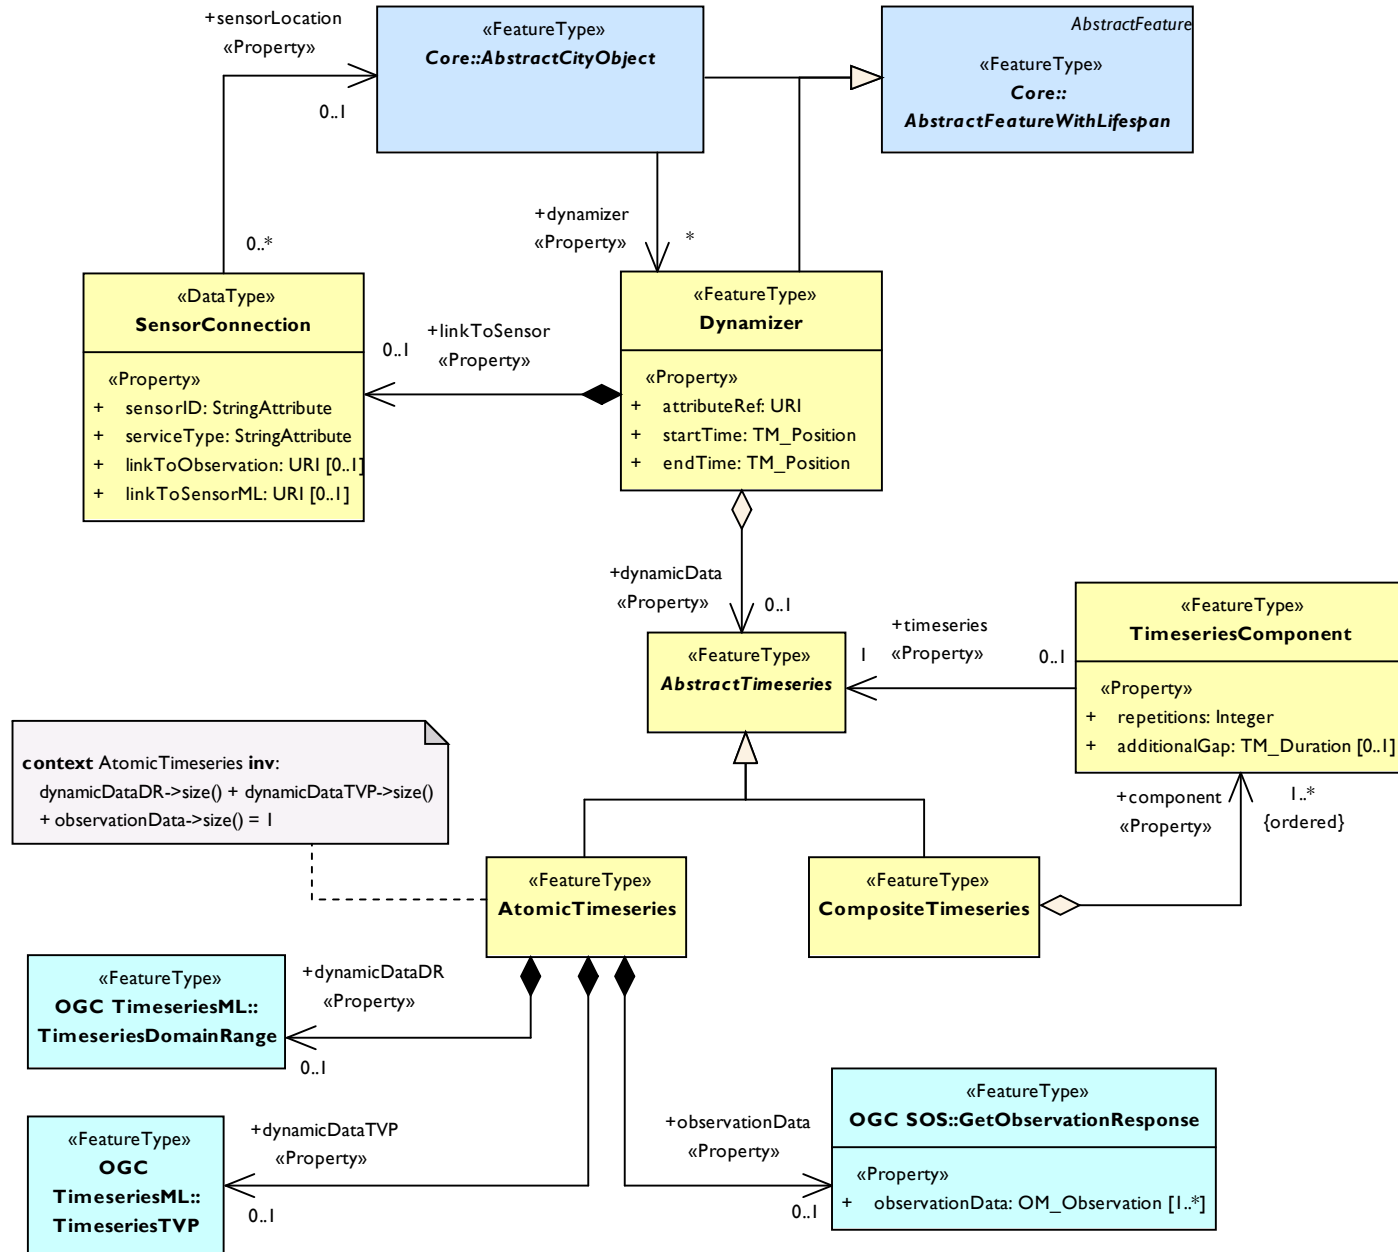 +sensorLocation
«Property»
0..1
«FeatureType»
Core::AbstractCityObject
AbstractFeature
«FeatureType»
Core::
AbstractFeatureWithLifespan
+dynamizer
«Property»
*
0..*
«DataType»
SensorConnection
«Property»
+ sensorID: StringAttribute
+ serviceType: StringAttribute
+ linkToObservation: URI [0..1]
+ linkToSensorML: URI [0..1]
+linkToSensor
«Property»
0..1
«FeatureType»
Dynamizer
«Property»
+ attributeRef: URI
+ startTime: TM_Position
+ endTime: TM_Position
+dynamicData
«Property»
0..1
«FeatureType»
AbstractTimeseries
+timeseries
«Property»
1
0..1
«FeatureType»
TimeseriesComponent
«Property»
+ repetitions: Integer
+ additionalGap: TM_Duration [0..1]
context AtomicTimeseries inv:
dynamicDataDR->size() + dynamicDataTVP->size()
+ observationData->size() = 1
+component
«Property»
1..*
{ordered}
«FeatureType»
AtomicTimeseries
«FeatureType»
CompositeTimeseries
«FeatureType»
OGC TimeseriesML::
TimeseriesDomainRange
+dynamicDataDR
«Property»
0..1
«FeatureType»
OGC
TimeseriesML::
TimeseriesTVP
+dynamicDataTVP
«Property»
0..1
+observationData
«Property»
0..1
«FeatureType»
OGC SOS::GetObservationResponse
«Property»
+ observationData: OM_Observation [1..*]